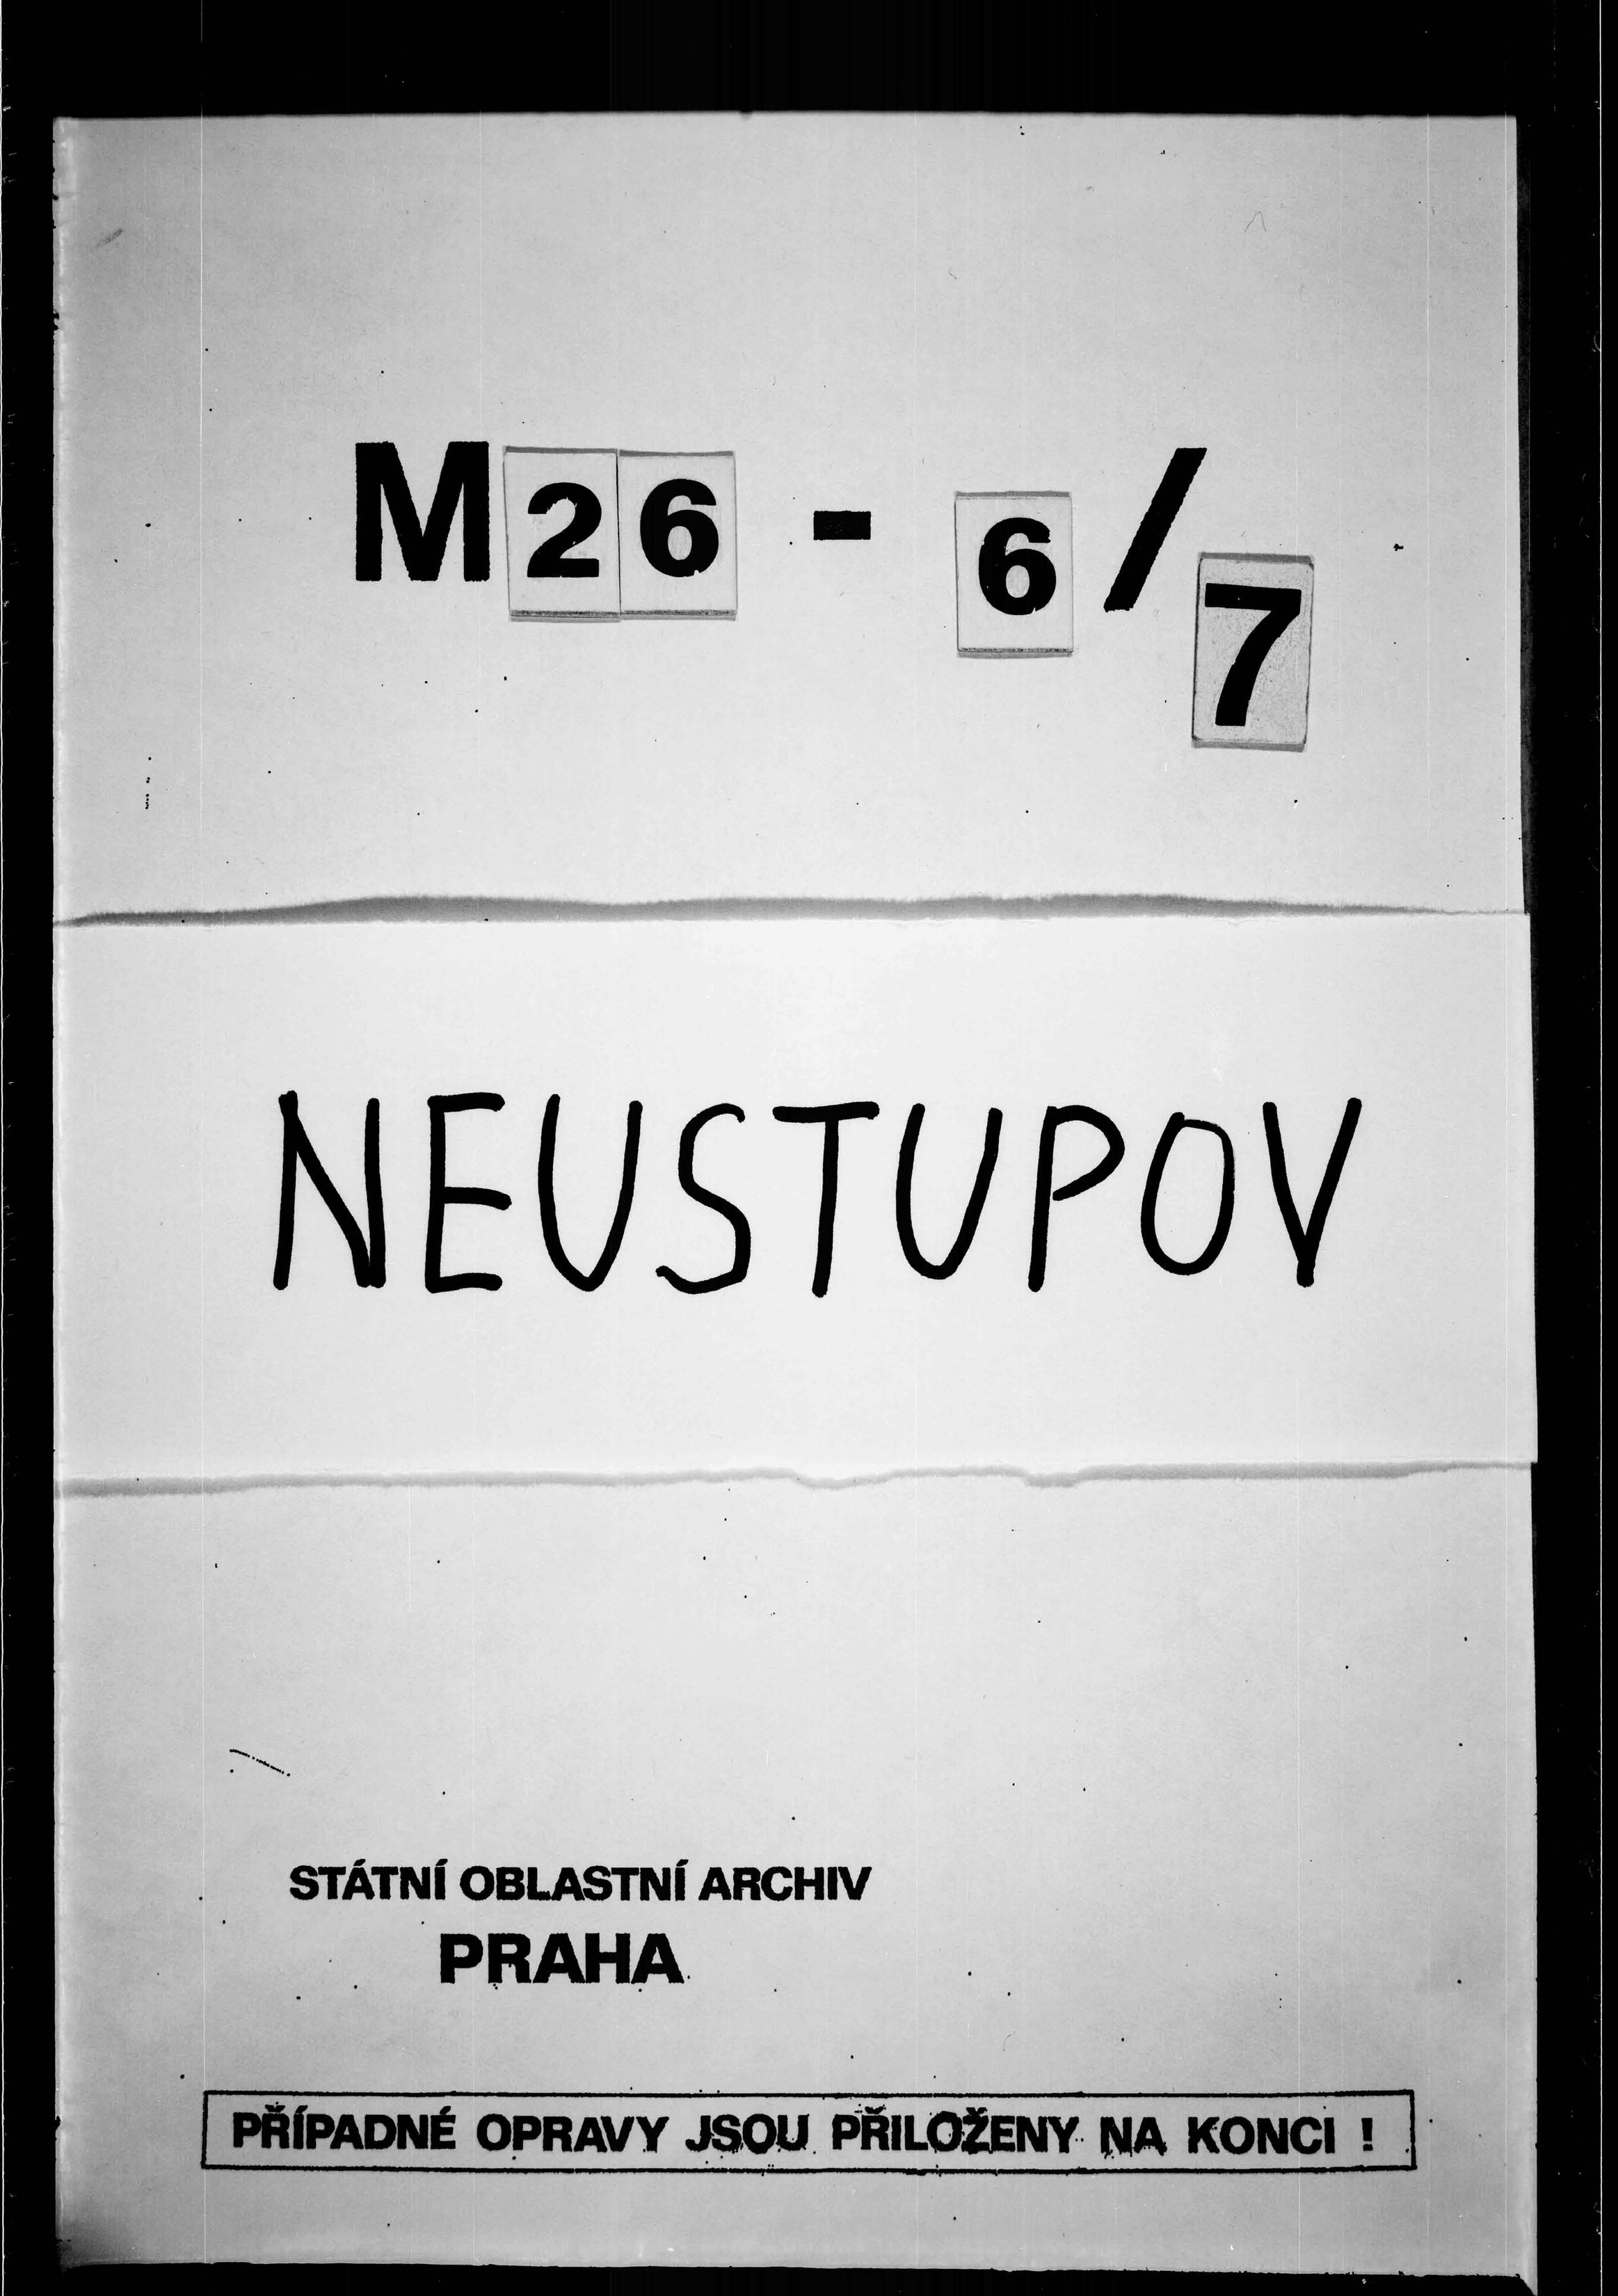 M26 - 6/7
NEUSTUPOV
STÁTNÍ OBLASTNÍ ARCHIV
PRAHA
PŘÍPADNÉ OPRAVY JSOU PŘILOŽENY NA KONCI !